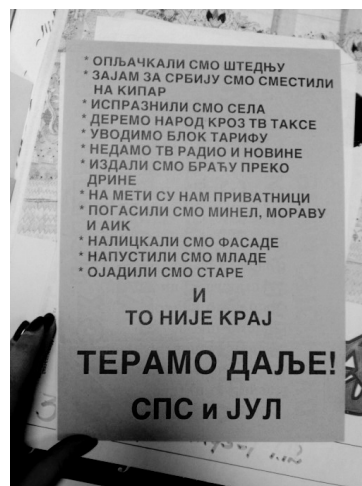 * ОПЉАЧКАЛИ СМО ШТЕДЊУ
* ЗАЈАМ ЗА СРБИЈУ СМО СМЕСТИЛИ
НА КИПАР
* ИСПРАЗНИЛИ СМО СЕЛА
* ДЕРЕМО НАРОД КРОЗ ТВ ТАКСЕ
* УВОДИМО БЛОК ТАРИФУ
* НЕДАМО ТВ РАДИО И НОВИНЕ
* ИЗДАЛИ СМО БРАЋУ ПРЕКО
ДРИНЕ
* НА МЕТИ СУ НАМ ПРИВАТНИЦИ
* ПОГАСИЛИ СМО МИНЕЛ, МОРАВУ
И АИК
* НАЛИЦКАЛИ СМО ФАСАДЕ
* НАПУСТИЛИ СМО МЛАДЕ
* ОЈАДИЛИ СМО СТАРЕ
И
ТО НИЈЕ КРАЈ
ТЕРАМО ДАЉЕ!
СПС и ЈУЛ